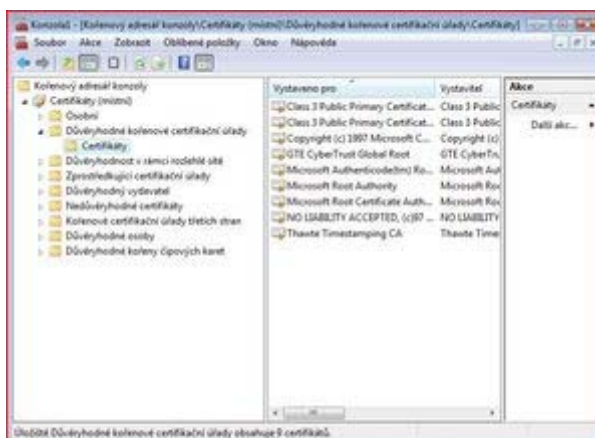 Konzola1 - [Kořenový adresář konzoly\Certifikáty (místní)\Důvěryhodné kořenové certifikační úřady\Certifikáty]
Soubor Akce Zobrazit Oblíbené položky Okno Nápověda
Kořenový adresář konzoly
Certifikáty (místní)
Osobní
Důvěryhodné kořenové certifikační úřady
Certifikáty
Důvěryhodnost v rámci rozlehlé sítě
Zprostředkující certifikační úřady
Důvěryhodný vydavatel
Nedůvěryhodné certifikáty
Kořenové certifikační úřady třetích stran
Důvěryhodné osoby
Důvěryhodné kořeny čipových karet
Vystaveno pro Vystavitel
Class 3 Public Primary Certificat... Class 3 Public
Class 3 Public Primary Certificat... Class 3 Public
Copyright (c) 1997 Microsoft C... Copyright (c)
GTE CyberTrust Global Root GTE CyberTru
Microsoft Authenticode(tm) Ro... Microsoft Aut
Microsoft Root Authority Microsoft Roo
Microsoft Root Certificate Auth... Microsoft Roo
NO LIABILITY ACCEPTED, (c)97 ... NO LIABILITY
Thawte Timestamping CA Thawte Time
Akce
Certifikáty
Další akc...
Úložiště Důvěryhodné kořenové certifikační úřady obsahuje 9 certifikátů.